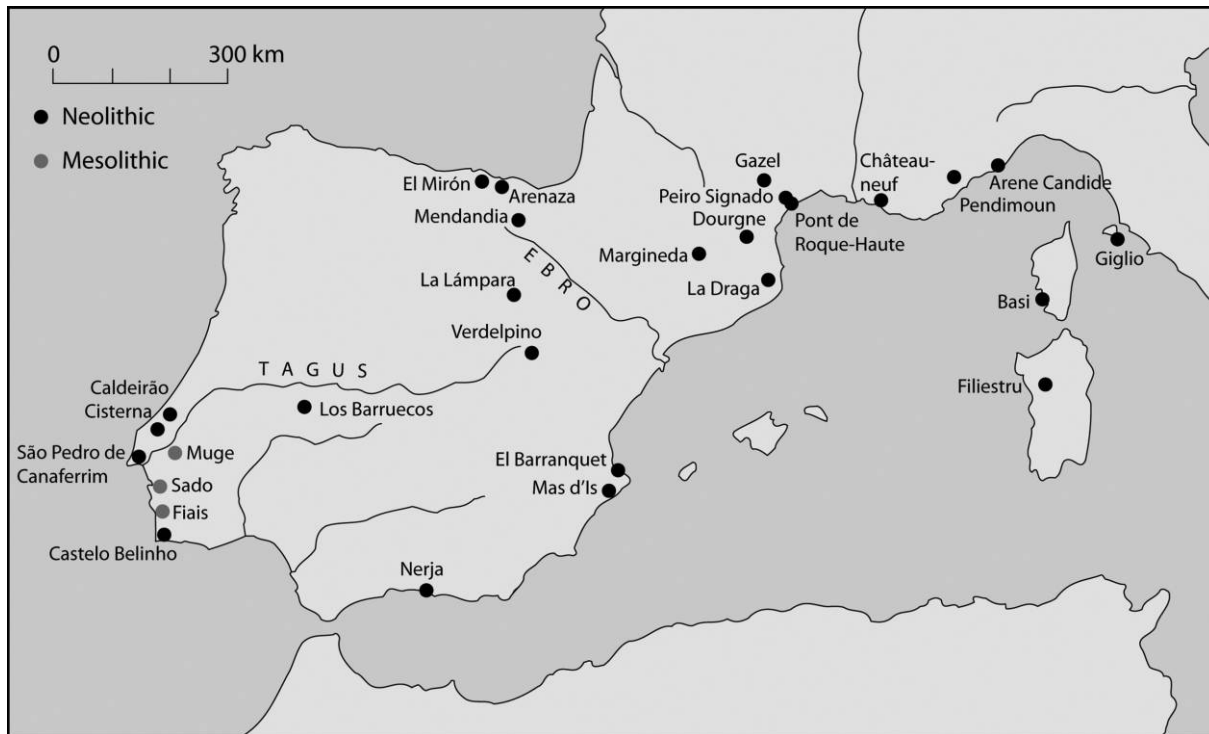 0 300 km
Neolithic
Mesolithic
El Mirón
Arenaza
Mendandia
EBRO
La Lámpara
Verdelpino
TAGUS
Los Barruecos
Caldeirão
Cisterna
São Pedro de
Canaferrim
Muge
Sado
Fiais
Castelo Belinho
Nerja
El Barranquet
Mas d'Is
Gazel
Peiro Signado
Dourgne
Pont de
Roque-Haute
Margineda
La Draga
Château-
neuf
Arene Candide
Pendimoun
Giglio
Basi
Filiestru